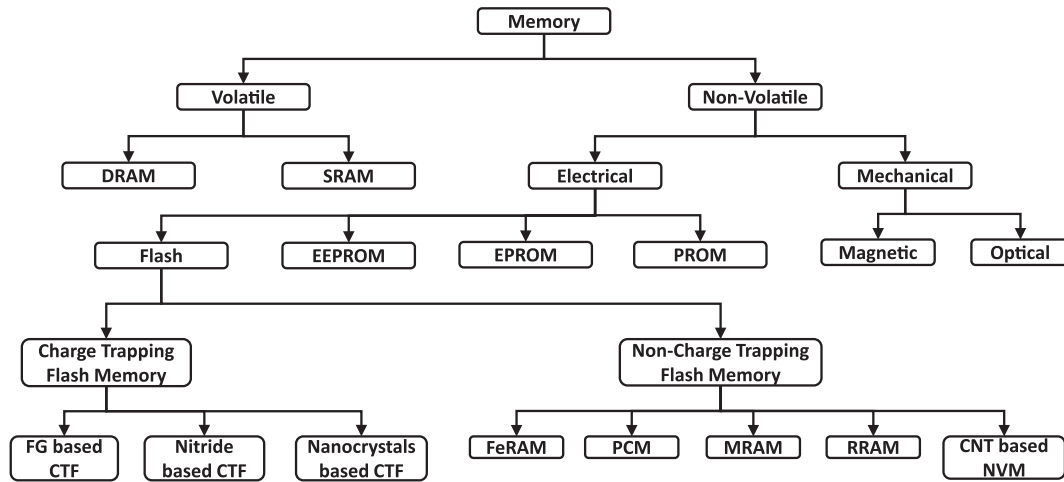 Memory
Volatile
Non-Volatile
DRAM
SRAM
Electrical
Mechanical
Flash
EEPROM
EPROM
PROM
Magnetic
Optical
Charge Trapping
Flash Memory
Non-Charge Trapping
Flash Memory
FG based
CTF
Nitride
based CTF
Nanocrystals
based CTF
FeRAM
PCM
MRAM
RRAM
CNT based
NVM